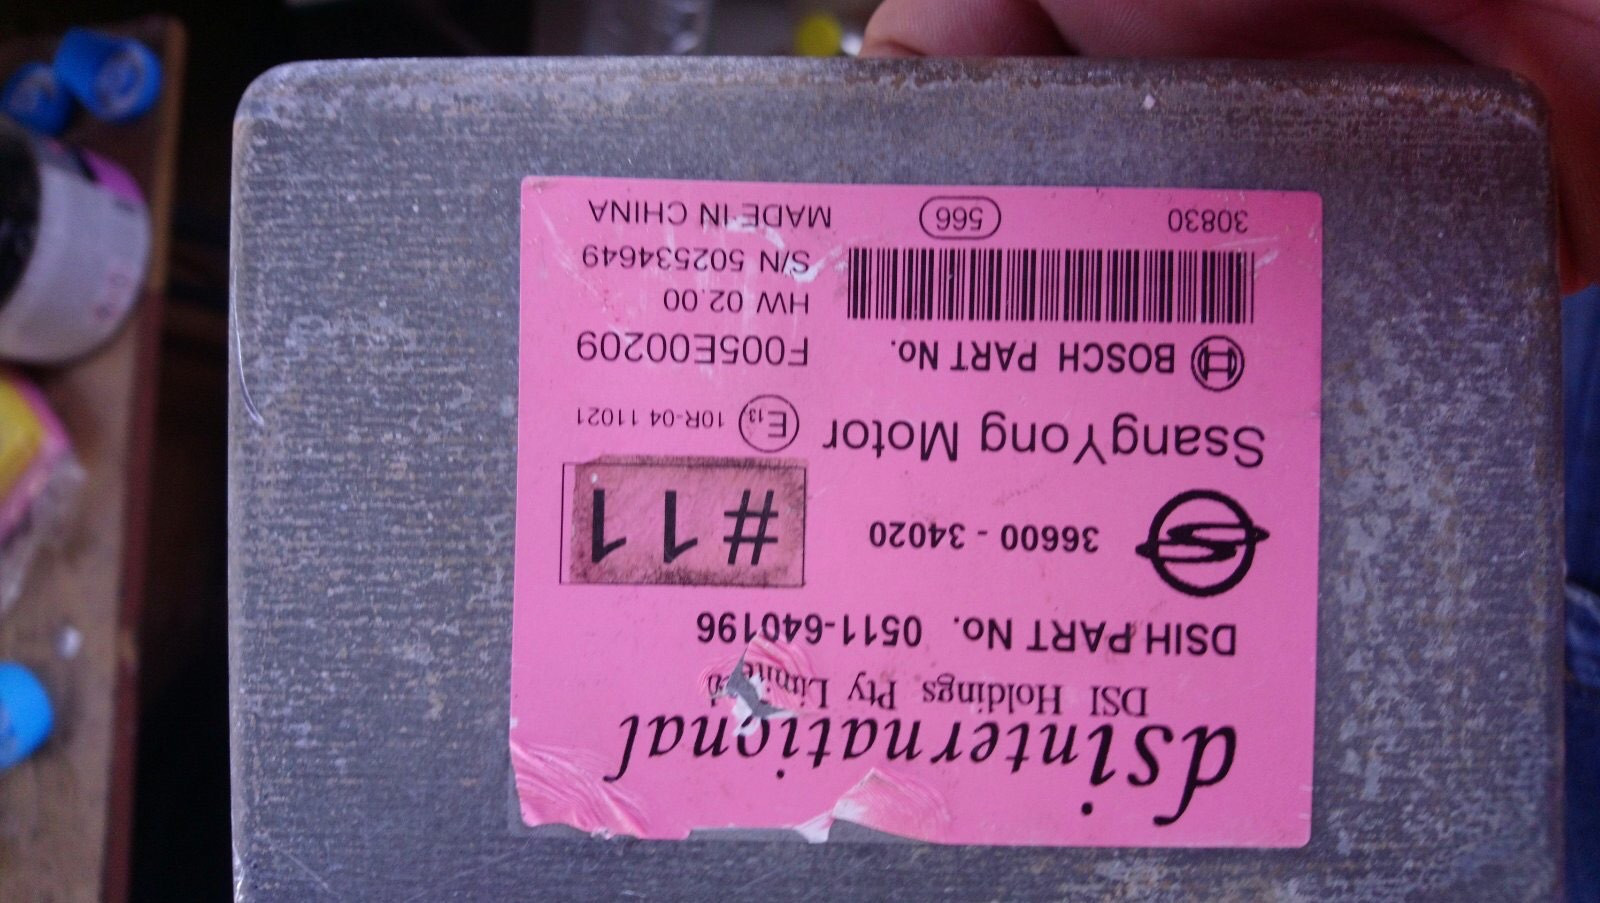 dsinternational
DSI Holdings Pty Limited
DSIH PART No. 0511-640196
36600 - 34020
#11
SsangYong Motor
E13 10R-04 11021
BOSCH PART No.
F005E00209
HW 02.00
S/N 502534649
30830
566
MADE IN CHINA